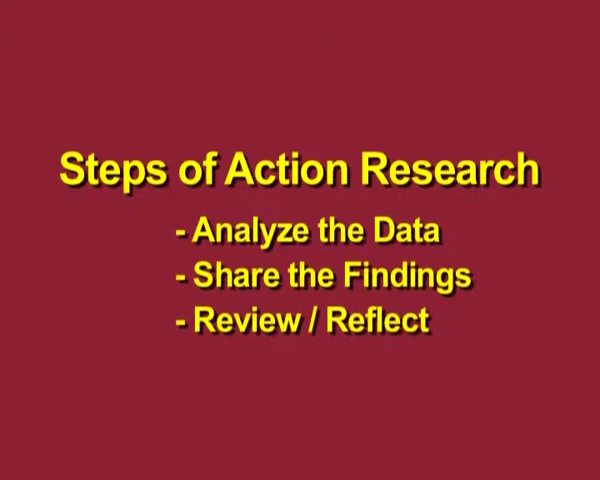 Steps of Action Research
- Analyze the Data
- Share the Findings
- Review / Reflect